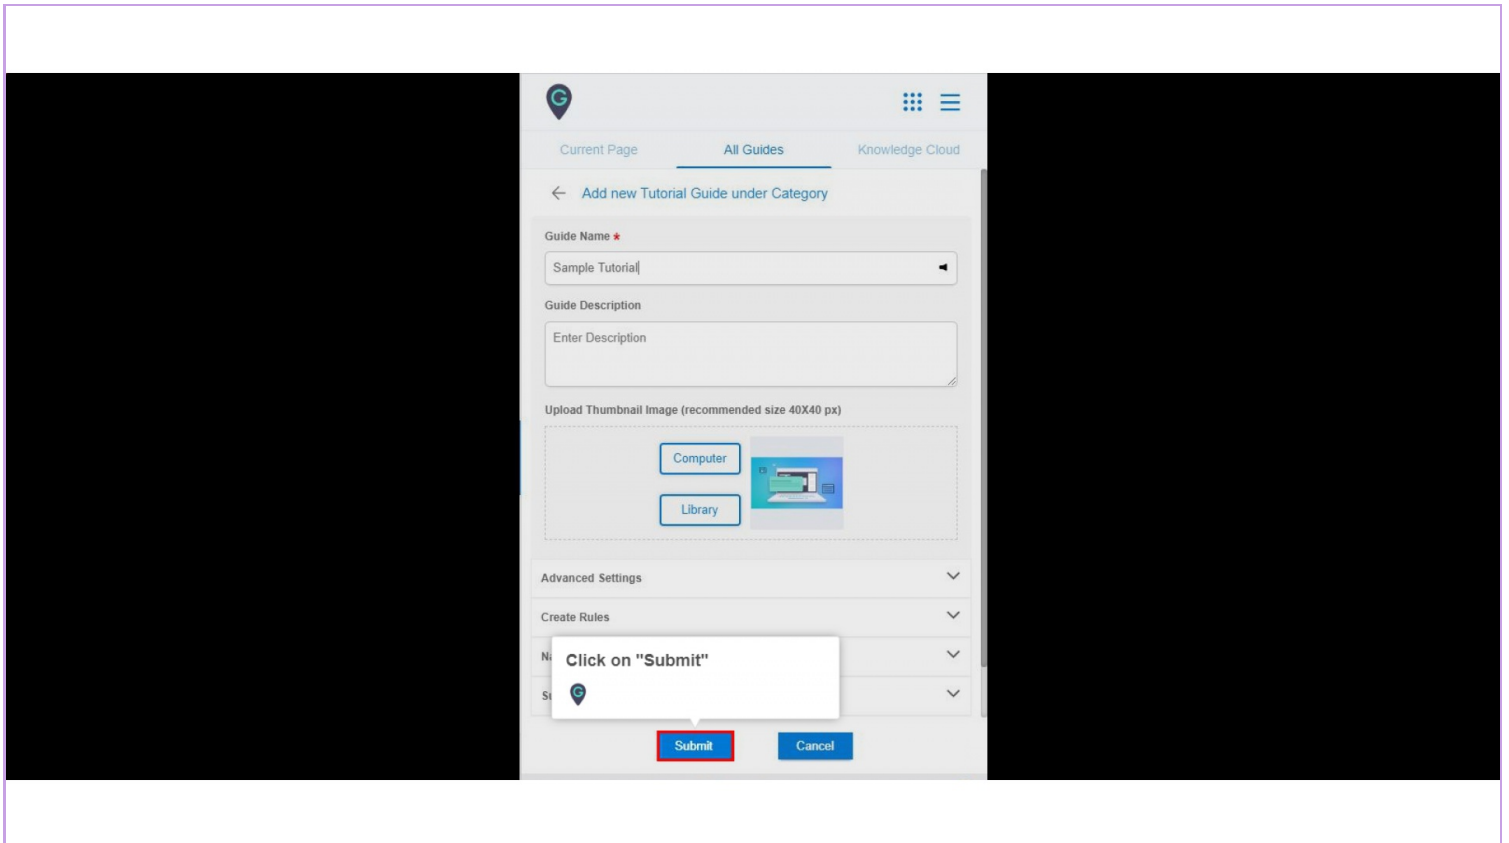 G
Current Page All Guides Knowledge Cloud
Add new Tutorial Guide under Category
Guide Name *
Sample Tutorial
Guide Description
Enter Description
Upload Thumbnail Image (recommended size 40X40 px)
Computer
Library
Advanced Settings
Create Rules
Click on "Submit"
G
Submit Cancel